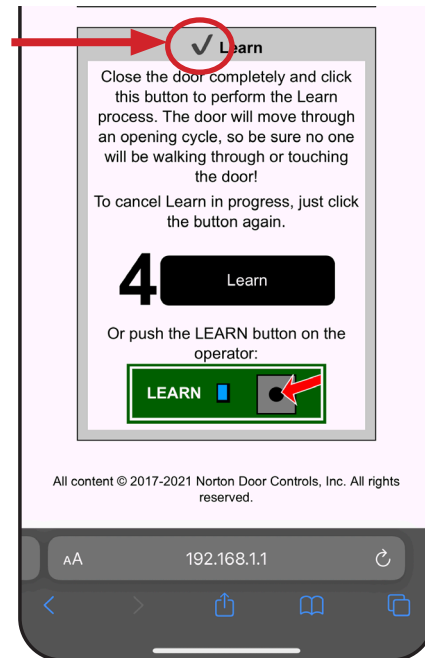 ✓ Learn
Close the door completely and click
this button to perform the Learn
process. The door will move through
an opening cycle, so be sure no one
will be walking through or touching
the door!
To cancel Learn in progress, just click
the button again.
4 Learn
Or push the LEARN button on the
operator:
LEARN
All content © 2017-2021 Norton Door Controls, Inc. All rights
reserved.
AA 192.168.1.1